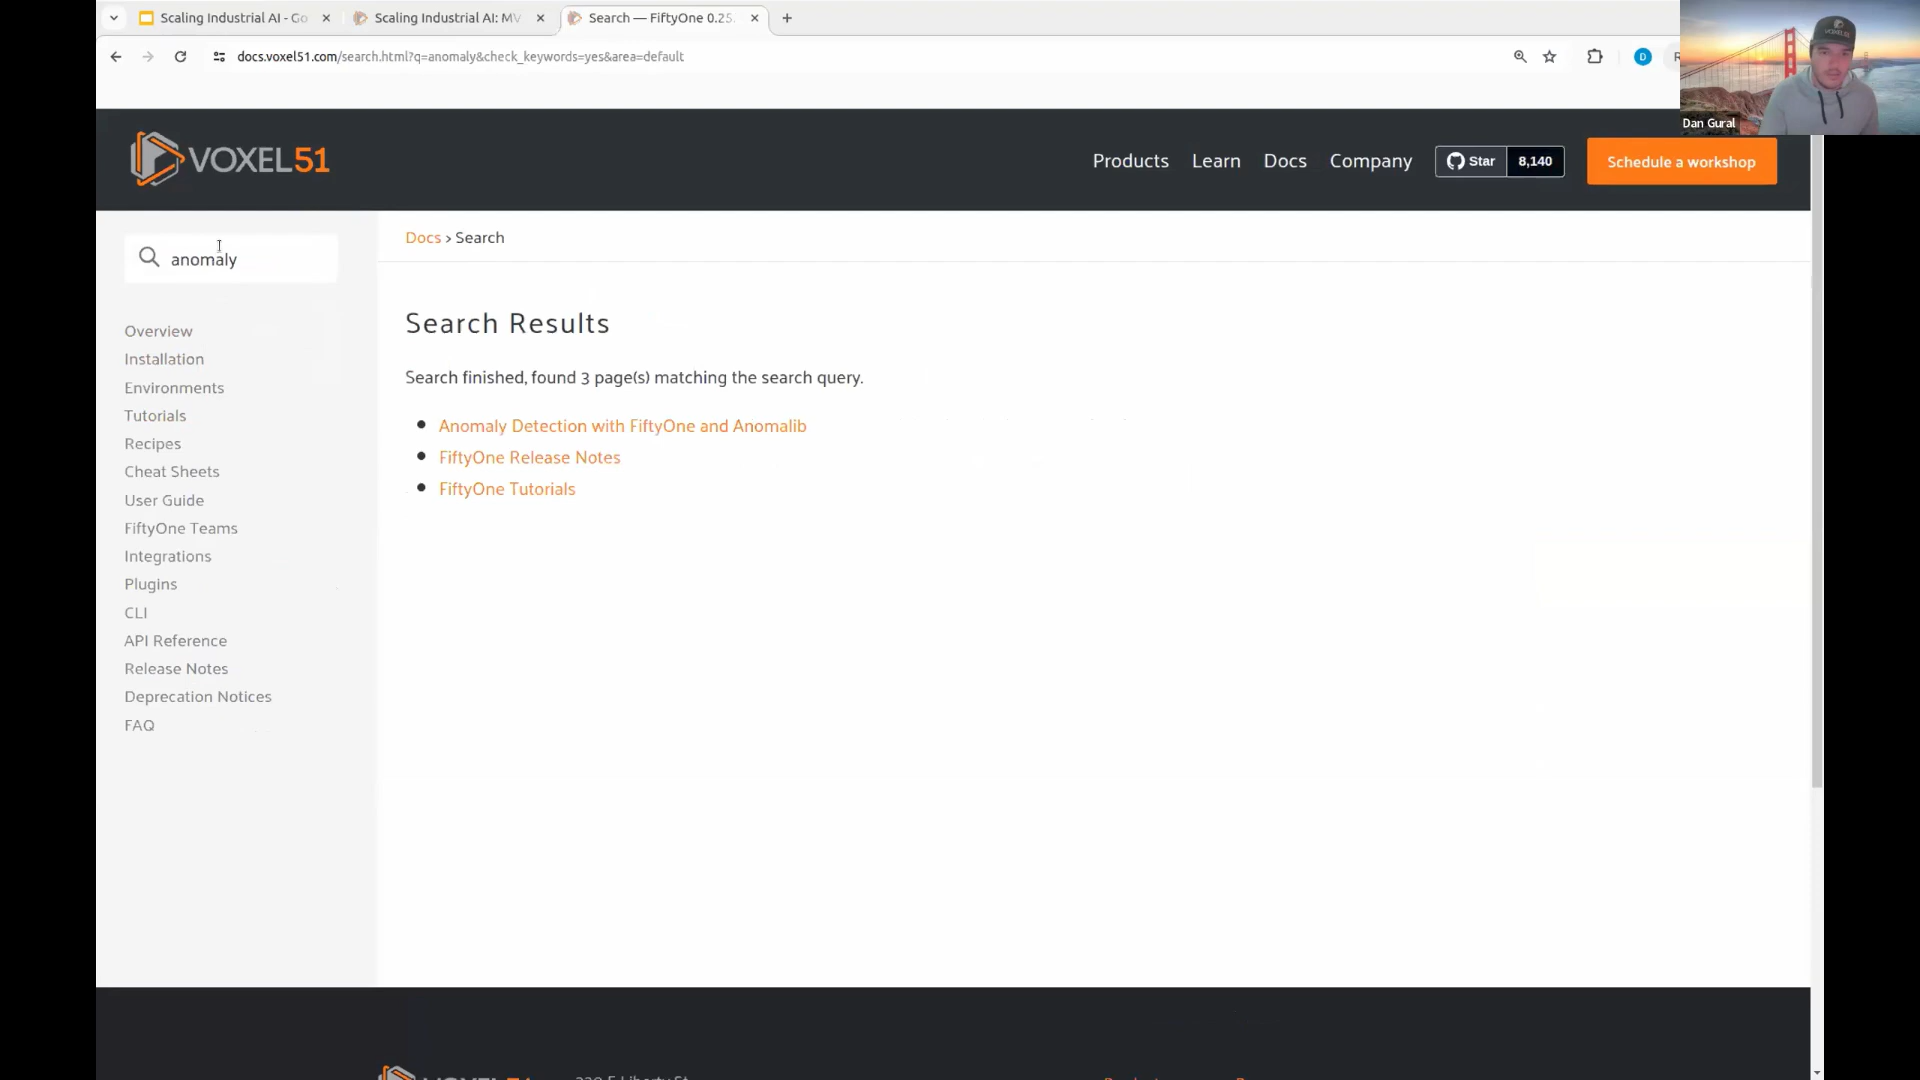 Scaling Industrial AI - Go
Scaling Industrial AI: MV
Search — FiftyOne 0.25.
docs.voxel51.com/search.html?q=anomaly&check_keywords=yes&area=default
D
R
Dan Gural
VOXEL51
Products
Learn
Docs
Company
Star
8,140
Schedule a workshop
anomaly
Overview
Installation
Environments
Tutorials
Recipes
Cheat Sheets
User Guide
FiftyOne Teams
Integrations
Plugins
CLI
API Reference
Release Notes
Deprecation Notices
FAQ
Docs > Search
Search Results
Search finished, found 3 page(s) matching the search query.
Anomaly Detection with FiftyOne and Anomalib
FiftyOne Release Notes
FiftyOne Tutorials